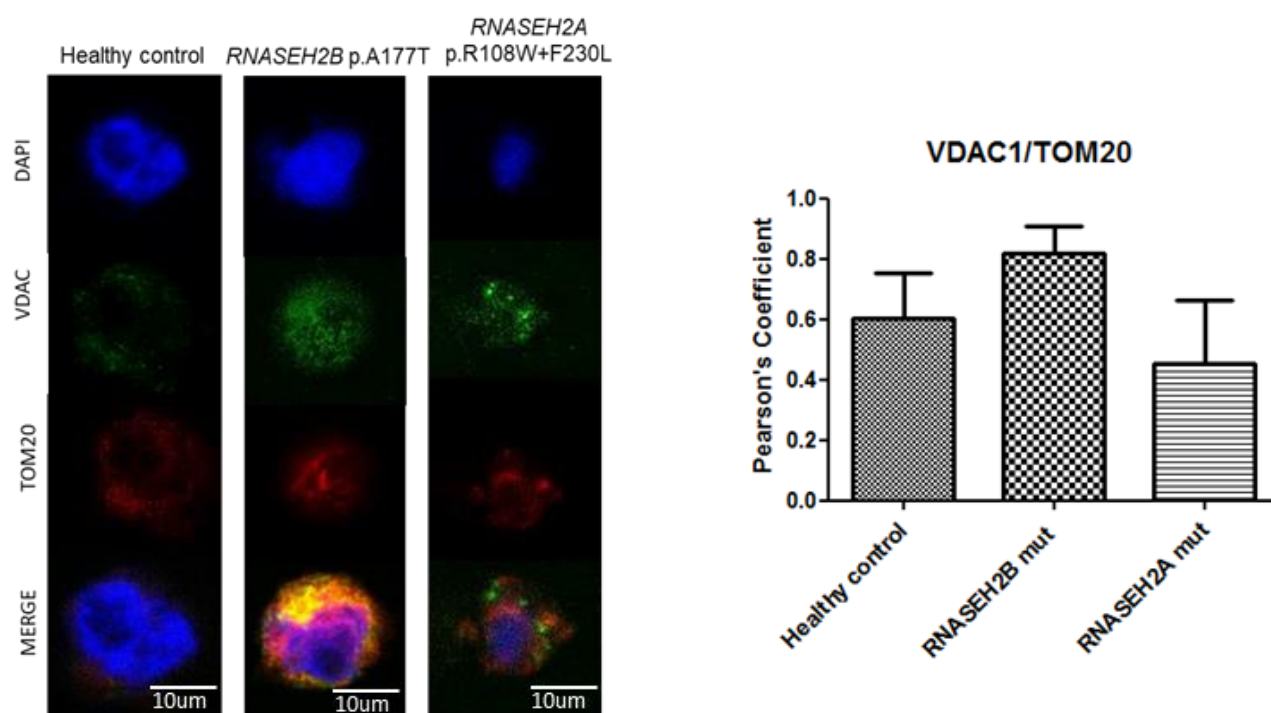 Healthy control
RNASEH2B p.A177T
RNASEH2A
p.R108W+F230L
DAPI
VDAC
TOM20
MERGE
10um
10um
10um
VDAC1/TOM20
Pearson's Coefficient
1.0
0.8
0.6
0.4
0.2
0.0
Healthy control
RNASEH2B mut
RNASEH2A mut